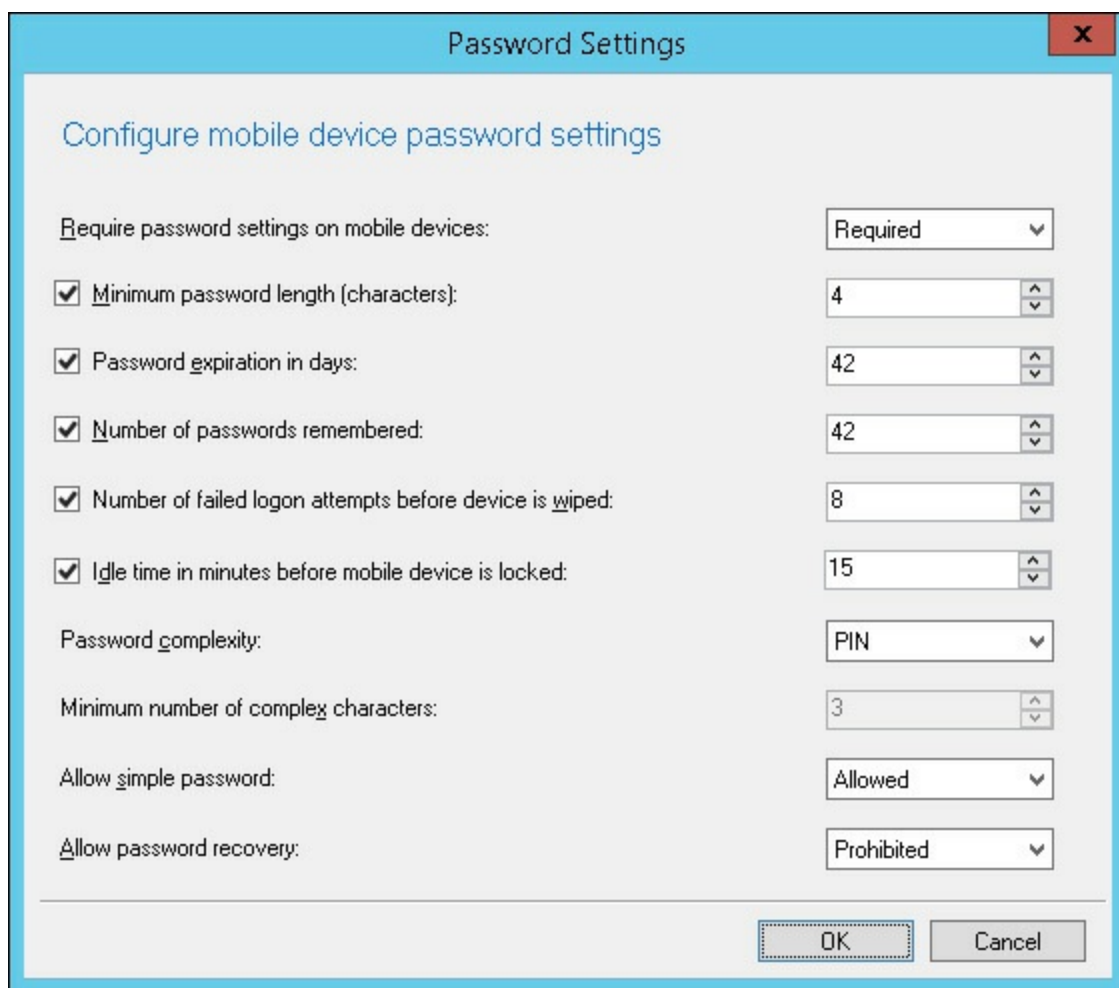 Password Settings
x
Configure mobile device password settings
Require password settings on mobile devices: Required
Minimum password length (characters): 4
Password expiration in days: 42
Number of passwords remembered: 42
Number of failed logon attempts before device is wiped: 8
Idle time in minutes before mobile device is locked: 15
Password complexity: PIN
Minimum number of complex characters: 3
Allow simple password: Allowed
Allow password recovery: Prohibited
OK Cancel